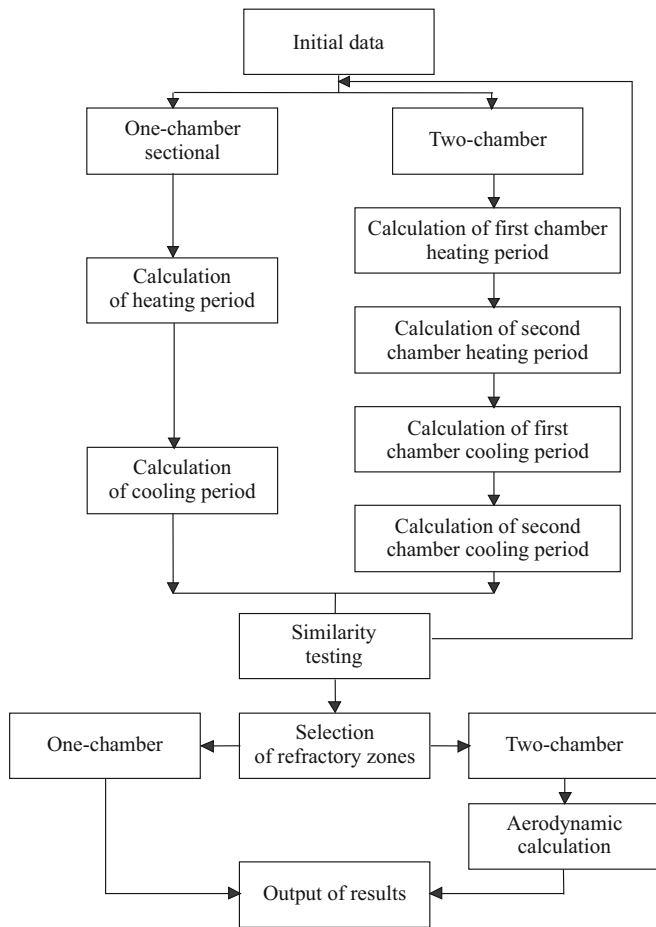 Initial data
One-chamber
sectional
Two-chamber
Calculation of first chamber
heating period
Calculation
of heating period
Calculation of second
chamber heating period
Calculation of first
chamber cooling period
Calculation
of cooling period
Calculation of second
chamber cooling period
Similarity
testing
One-chamber
Selection
of refractory zones
Two-chamber
Aerodynamic
calculation
Output of results